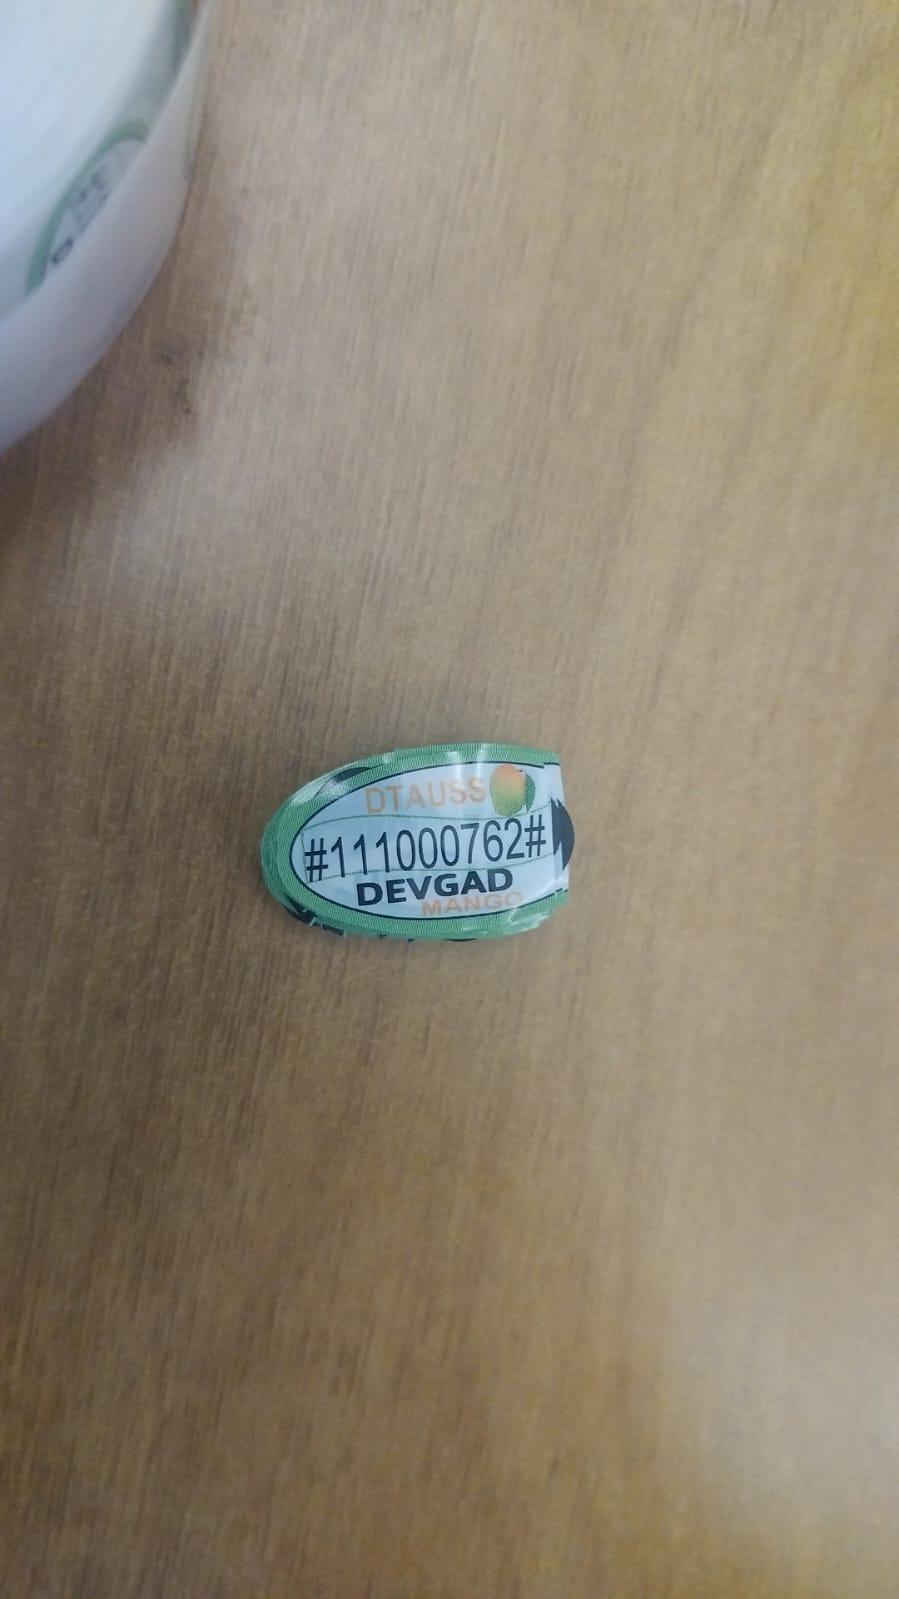 DTAUSS
#111000762#
DEVGAD
MANGO